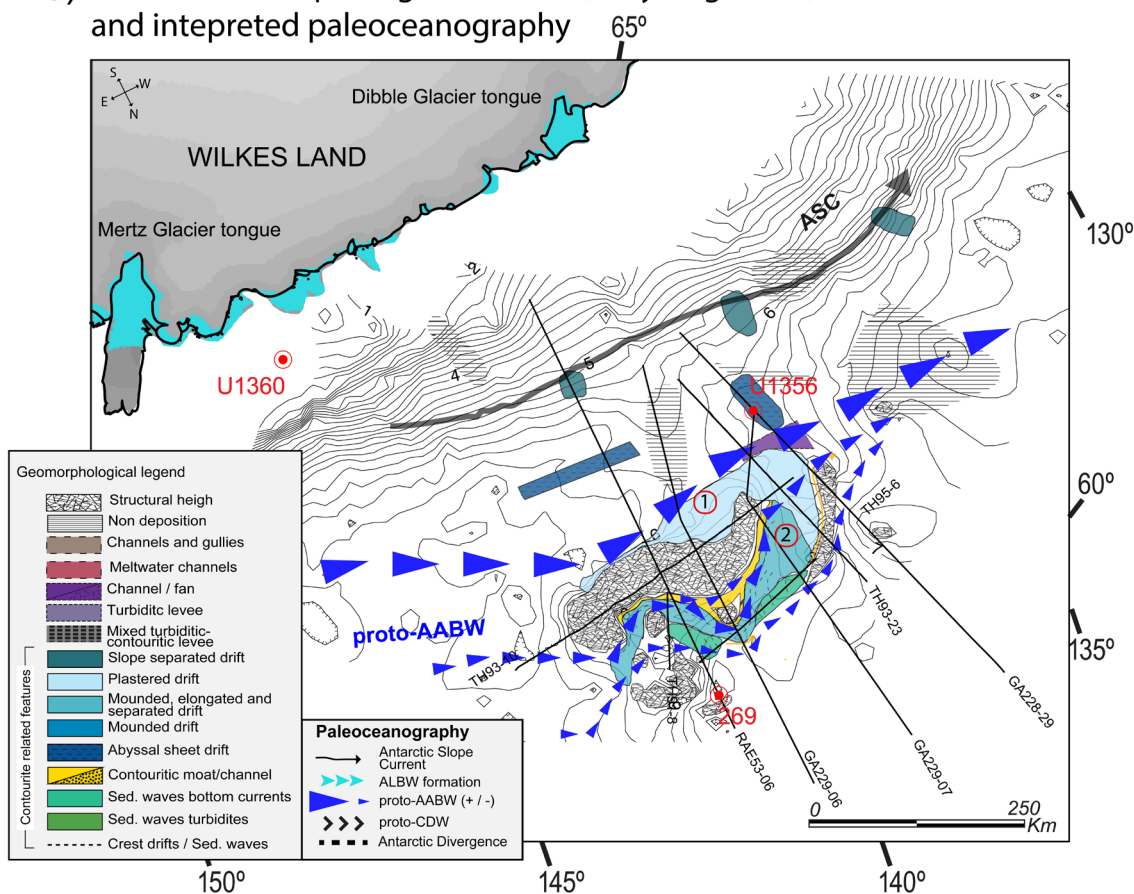 and intepreted paleoceanography
65º
S
W
E
N
Dibble Glacier tongue
WILKES LAND
Mertz Glacier tongue
ASC
130º
1
2
6
5
4
U1360
U1356
60º
1
TH95-6
2
TH93-23
proto-AABW
135º
TH93-10
269
GA228-29
RAE53-06
GA229-06
GA229-07
0
250
Km
Geomorphological legend
Structural heigh
Non deposition
Channels and gullies
Meltwater channels
Channel / fan
Turbiditc levee
Mixed turbiditic-
contouritic levee
Contourite related features
Slope separated drift
Plastered drift
Mounded, elongated and
separated drift
Mounded drift
Abyssal sheet drift
Contouritic moat/channel
Sed. waves bottom currents
Sed. waves turbidites
Crest drifts / Sed. waves
Paleoceanography
Antarctic Slope
Current
ALBW formation
proto-AABW (+ / -)
proto-CDW
Antarctic Divergence
150º
145º
140º